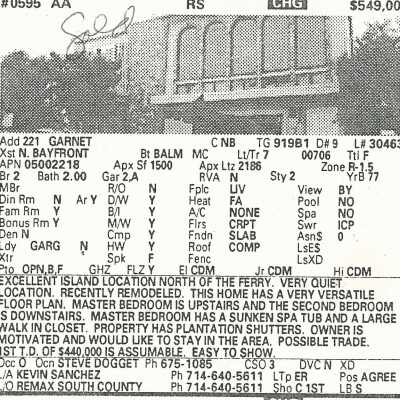 #0595 AA RS CHG $549,00
Sold
Add 221 GARNET C NB TG 919B1 D# 9 L# 30463
Xst N. BAYFRONT Bt BALM MC Lt/Tr 7 00706 Ttl F
APN 05002218 Apx Sf 1500 Apx Ltz 2186 Zone R-1.5
Br 2 Bath 2.00 Gar 2,A RVA N Sty 2 YrB 77
MBr R/O N Fplc LIV View BY
Din Rm N Ar Y D/W Y Heat FA Pool NO
Fam Rm Y B/I Y A/C NONE Spa NO
Bonus Rm Y M/W Y Flrs CRPT Swr ICP
Den N Cmp Y Fndn SLAB Asn$ 0
Ldy GARG N HW Y Roof COMP LsE$
Xtr Spk F Fenc LsXD
Pto OPN,B,F GHZ FLZ Y El CDM Jr CDM Hi CDM
EXCELLENT ISLAND LOCATION NORTH OF THE FERRY. VERY QUIET
LOCATION. RECENTLY REMODELED. THIS HOME HAS A VERY VERSATILE
FLOOR PLAN. MASTER BEDROOM IS UPSTAIRS AND THE SECOND BEDROOM
IS DOWNSTAIRS. MASTER BEDROOM HAS A SUNKEN SPA TUB AND A LARGE
WALK IN CLOSET. PROPERTY HAS PLANTATION SHUTTERS. OWNER IS
MOTIVATED AND WOULD LIKE TO STAY IN THE AREA. POSSIBLE TRADE.
1ST T.D. OF $440,000 IS ASSUMABLE. EASY TO SHOW.
Occ O Ocn STEVE DOGGET Ph 675-1085 CSO 3 DVC N XD
L/A KEVIN SANCHEZ Ph 714-640-5611 LTp ER Pos AGREE
L/O REMAX SOUTH COUNTY Ph 714-640-5611 Sho C 1ST LB S